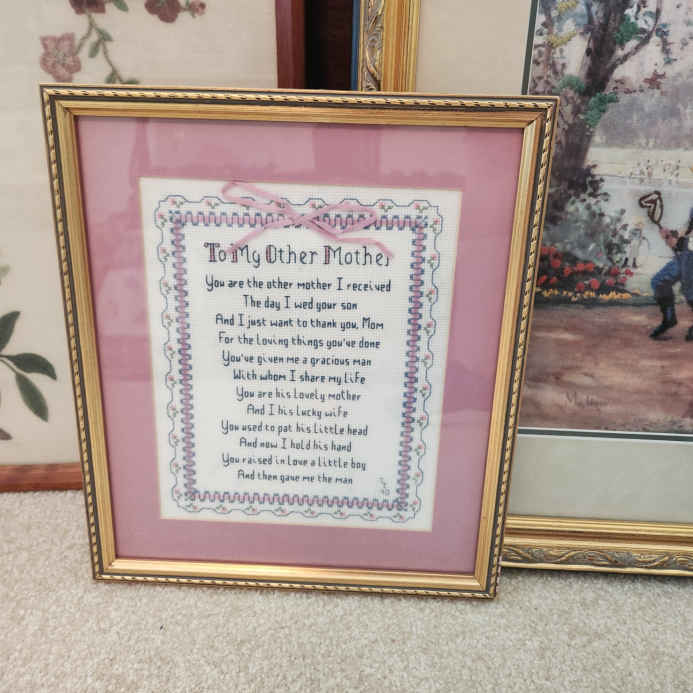 To My Other Mother
You are the other mother I received
The day I wed your son
And I just want to thank you, Mom
For the loving things you've done
You've given me a gracious man
With whom I share my life
You are his lovely mother
And I his lucky wife
You used to pat his little head
And now I hold his hand
You raised in love a little boy
And then gave me the man